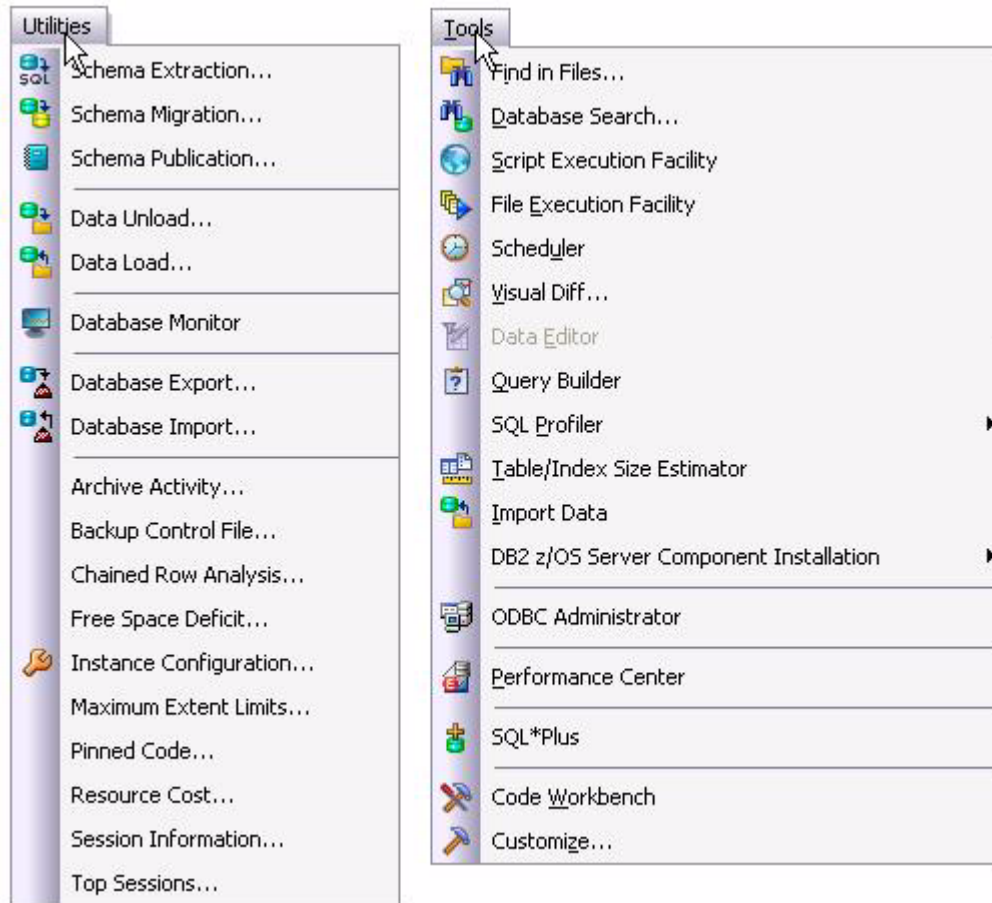 Utilities
Schema Extraction...
Schema Migration...
Schema Publication...
Data Unload...
Data Load...
Database Monitor
Database Export...
Database Import...
Archive Activity...
Backup Control File...
Chained Row Analysis...
Free Space Deficit...
Instance Configuration...
Maximum Extent Limits...
Pinned Code...
Resource Cost...
Session Information...
Top Sessions...
Tools
Find in Files...
Database Search...
Script Execution Facility
File Execution Facility
Scheduler
Visual Diff...
Data Editor
Query Builder
SQL Profiler
Table/Index Size Estimator
Import Data
DB2 z/OS Server Component Installation
ODBC Administrator
Performance Center
SQL*Plus
Code Workbench
Customize...